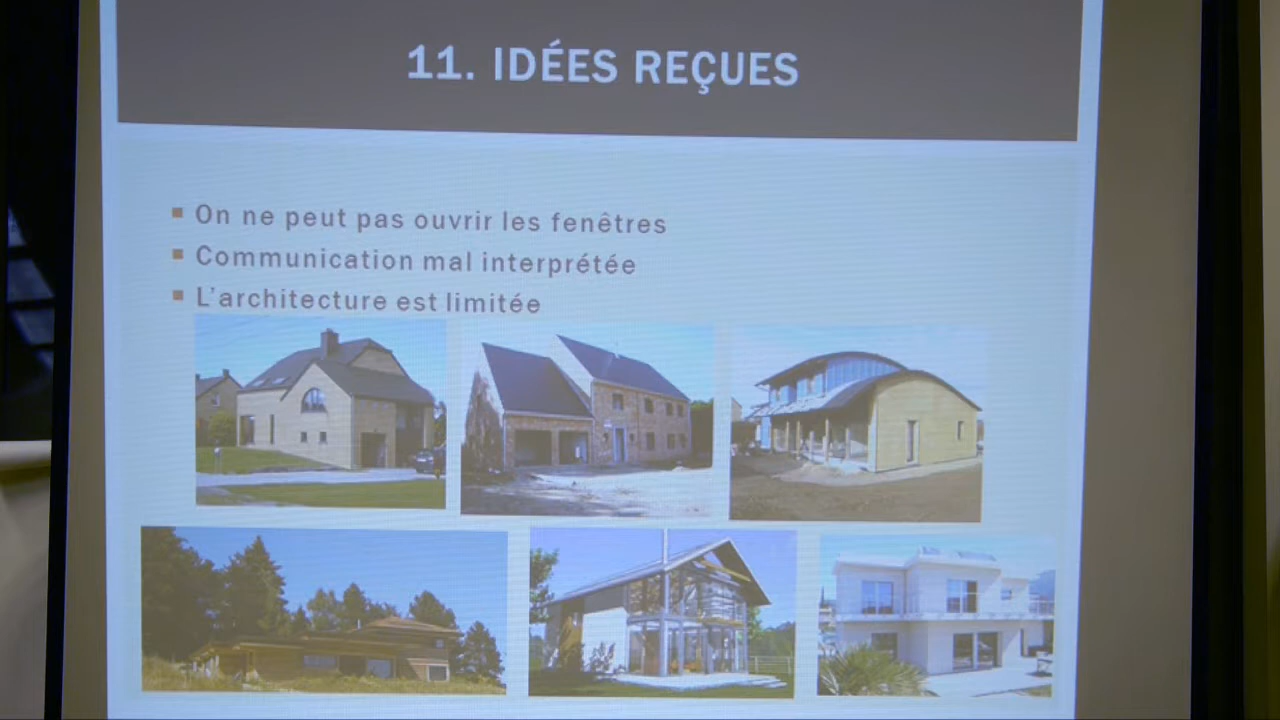 11. IDÉES REÇUES
On ne peut pas ouvrir les fenêtres
Communication mal interprétée
L'architecture est limitée